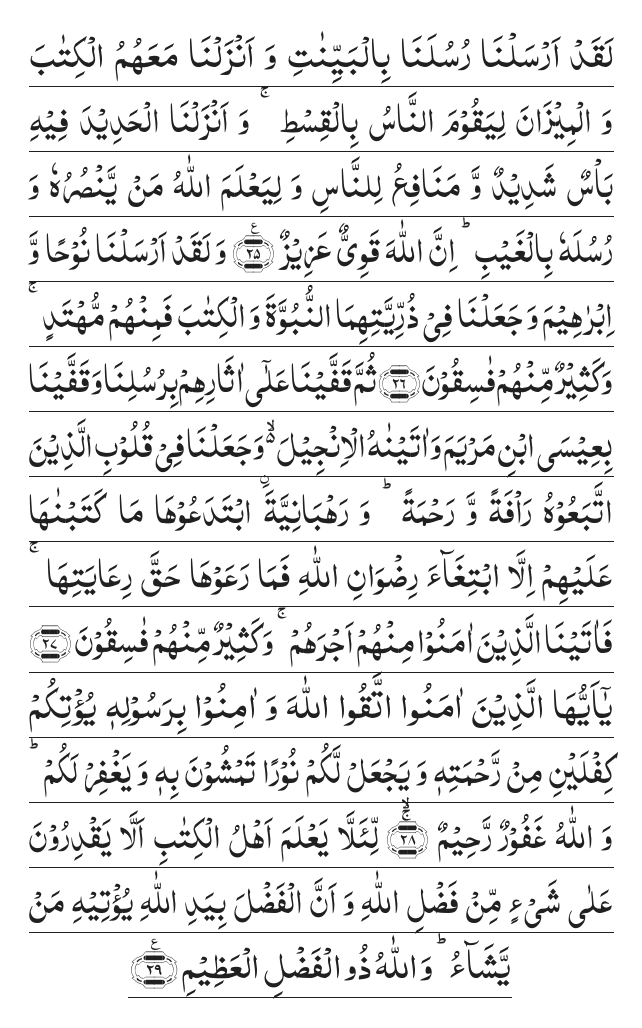 لَقَدۡ اَرۡسَلۡنَا رُسُلَنَا بِالۡبَيِّنٰتِ وَ اَنۡزَلۡنَا مَعَهُمُ الۡكِتٰبَ
وَ الۡمِيۡزَانَ لِيَقُوۡمَ النَّاسُ بِالۡقِسۡطِ ۚ وَ اَنۡزَلۡنَا الۡحَدِيۡدَ فِيۡهِ
بَاۡسٌ شَدِيۡدٌ وَّ مَنَافِعُ لِلنَّاسِ وَ لِيَعۡلَمَ اللّٰهُ مَنۡ يَّنۡصُرُهٗ وَ
رُسُلَهٗ بِالۡغَيۡبِ ؕ اِنَّ اللّٰهَ قَوِىٌّ عَزِيۡزٌ ۝۲۵ وَ لَقَدۡ اَرۡسَلۡنَا نُوۡحًا وَّ
اِبۡرٰهِيۡمَ وَ جَعَلۡنَا فِىۡ ذُرِّيَّتِهِمَا النُّبُوَّةَ وَ الۡكِتٰبَ فَمِنۡهُمۡ مُّهۡتَدٍ ۚ
وَ كَثِيۡرٌ مِّنۡهُمۡ فٰسِقُوۡنَ ۝۲۶ ثُمَّ قَفَّيۡنَا عَلٰٓى اٰثَارِهِمۡ بِرُسُلِنَا وَ قَفَّيۡنَا
بِعِيۡسَى ابۡنِ مَرۡيَمَ وَ اٰتَيۡنٰهُ الۡاِنۡجِيۡلَ ۙ۬ وَ جَعَلۡنَا فِىۡ قُلُوۡبِ الَّذِيۡنَ
اتَّبَعُوۡهُ رَاۡفَةً وَّ رَحۡمَةً ؕ وَ رَهۡبَانِيَّةَ ۨ ابۡتَدَعُوۡهَا مَا كَتَبۡنٰهَا
عَلَيۡهِمۡ اِلَّا ابۡتِغَآءَ رِضۡوَانِ اللّٰهِ فَمَا رَعَوۡهَا حَقَّ رِعَايَتِهَا ۚ
فَاٰتَيۡنَا الَّذِيۡنَ اٰمَنُوۡا مِنۡهُمۡ اَجۡرَهُمۡ ۚ وَ كَثِيۡرٌ مِّنۡهُمۡ فٰسِقُوۡنَ ۝۲۷
يٰۤاَيُّهَا الَّذِيۡنَ اٰمَنُوا اتَّقُوا اللّٰهَ وَ اٰمِنُوۡا بِرَسُوۡلِهٖ يُؤۡتِكُمۡ
كِفۡلَيۡنِ مِنۡ رَّحۡمَتِهٖ وَ يَجۡعَلْ لَّكُمۡ نُوۡرًا تَمۡشُوۡنَ بِهٖ وَ يَغۡفِرۡ لَكُمۡ ؕ
وَ اللّٰهُ غَفُوۡرٌ رَّحِيۡمٌ ۝۲۸ ۙۚ لِّئَلَّا يَعۡلَمَ اَهۡلُ الۡكِتٰبِ اَلَّا يَقۡدِرُوۡنَ
عَلٰى شَىۡءٍ مِّنۡ فَضۡلِ اللّٰهِ وَ اَنَّ الۡفَضۡلَ بِيَدِ اللّٰهِ يُؤۡتِيۡهِ مَنۡ
يَّشَآءُ ؕ وَ اللّٰهُ ذُو الۡفَضۡلِ الۡعَظِيۡمِ ۝۲۹